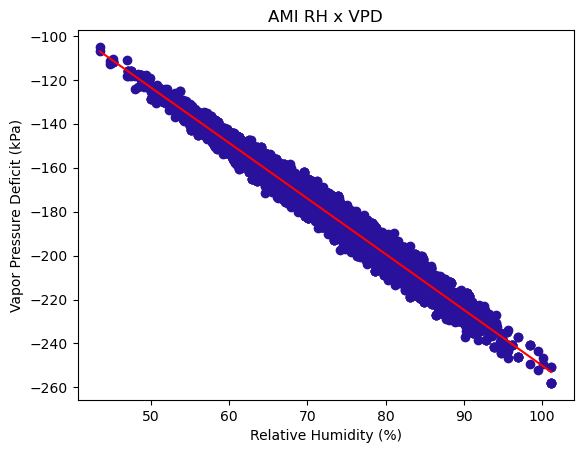 AMI RH x VPD
−100
−120
−140
−160
−180
−200
−220
−240
−260
Vapor Pressure Deficit (kPa)
50 60 70 80 90 100
Relative Humidity (%)